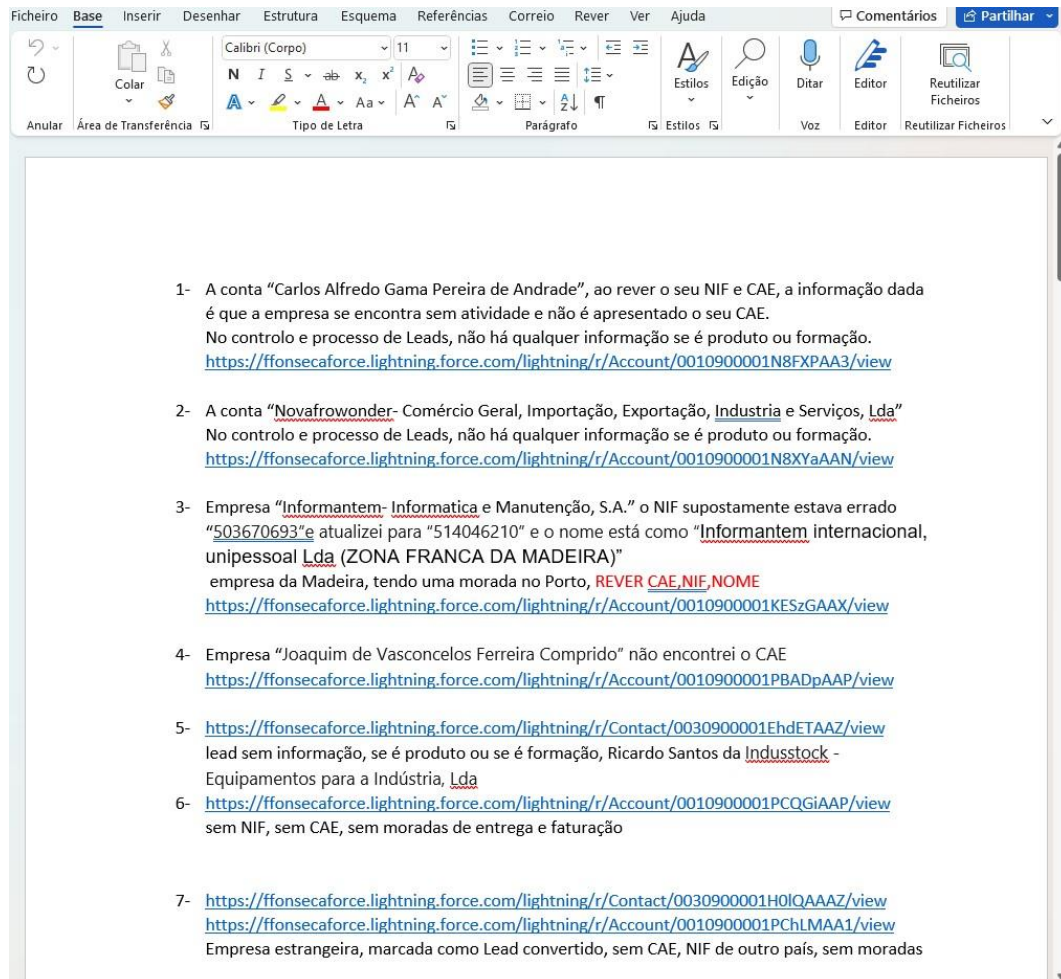 Ficheiro Base Inserir Desenhar Estrutura Esquema Referências Correio Rever Ver Ajuda Comentários Partilhar
Calibri (Corpo) 11
Colar
N I S ab x₂ x² A
Estilos Edição Ditar Editor Reutilizar Ficheiros
A A Aa A A
Anular Área de Transferência Tipo de Letra Parágrafo Estilos Voz Editor Reutilizar Ficheiros
1- A conta “Carlos Alfredo Gama Pereira de Andrade”, ao rever o seu NIF e CAE, a informação dada
é que a empresa se encontra sem atividade e não é apresentado o seu CAE.
No controlo e processo de Leads, não há qualquer informação se é produto ou formação.
https://ffonsecaforce.lightning.force.com/lightning/r/Account/0010900001N8FXPAA3/view
2- A conta “Novafrowonder- Comércio Geral, Importação, Exportação, Industria e Serviços, Lda”
No controlo e processo de Leads, não há qualquer informação se é produto ou formação.
https://ffonsecaforce.lightning.force.com/lightning/r/Account/0010900001N8XYaAAN/view
3- Empresa “Informantem- Informatica e Manutenção, S.A.” o NIF supostamente estava errado
“503670693”e atualizei para “514046210” e o nome está como “Informantem internacional,
unipessoal Lda (ZONA FRANCA DA MADEIRA)”
empresa da Madeira, tendo uma morada no Porto, REVER CAE,NIF,NOME
https://ffonsecaforce.lightning.force.com/lightning/r/Account/0010900001KESzGAAX/view
4- Empresa “Joaquim de Vasconcelos Ferreira Comprido” não encontrei o CAE
https://ffonsecaforce.lightning.force.com/lightning/r/Account/0010900001PBADpAAP/view
5- https://ffonsecaforce.lightning.force.com/lightning/r/Contact/0030900001EhdETAAZ/view
lead sem informação, se é produto ou se é formação, Ricardo Santos da Indusstock -
Equipamentos para a Indústria, Lda
6- https://ffonsecaforce.lightning.force.com/lightning/r/Account/0010900001PCQGiAAP/view
sem NIF, sem CAE, sem moradas de entrega e faturação
7- https://ffonsecaforce.lightning.force.com/lightning/r/Contact/0030900001H0lQAAAZ/view
https://ffonsecaforce.lightning.force.com/lightning/r/Account/0010900001PChLMAA1/view
Empresa estrangeira, marcada como Lead convertido, sem CAE, NIF de outro país, sem moradas